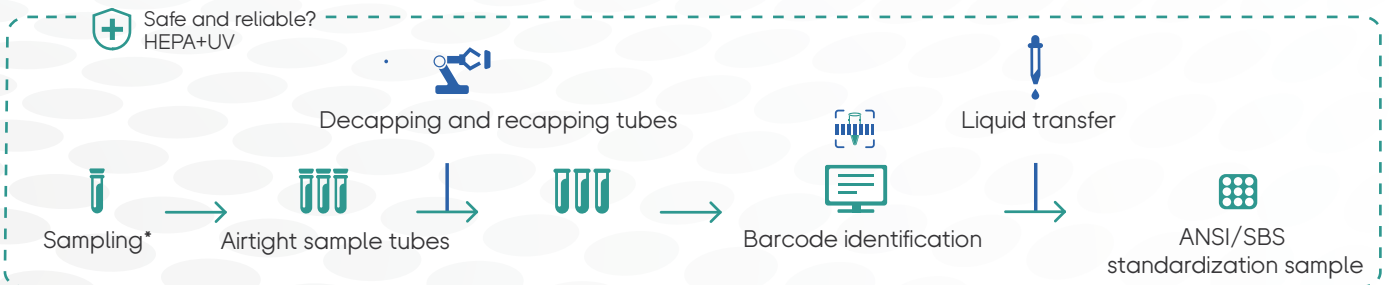 Safe and reliable?
HEPA+UV
Decapping and recapping tubes
Liquid transfer
Sampling*
Airtight sample tubes
Barcode identification
ANSI/SBS
standardization sample